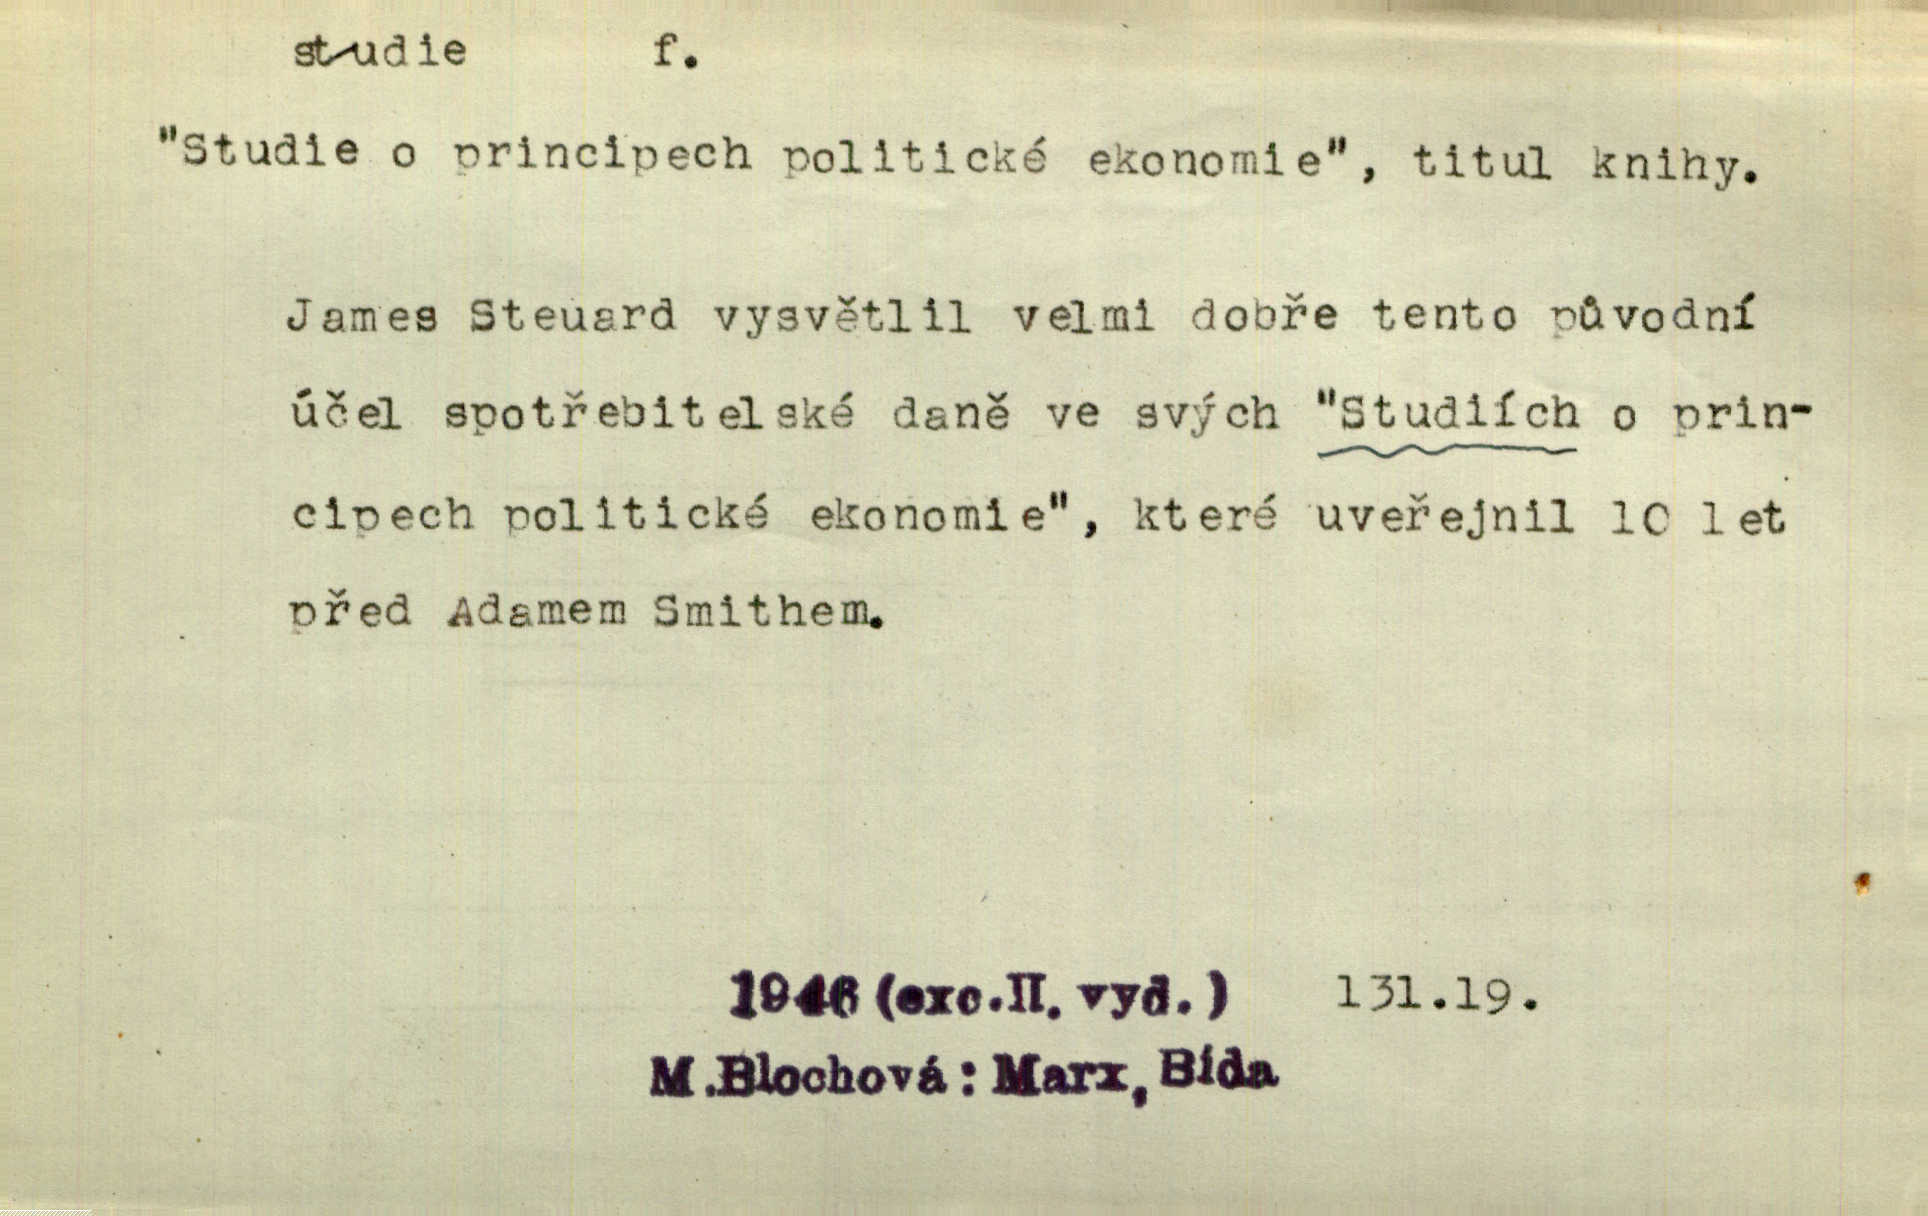 studie f.
"Studie o principech politické ekonomie", titul knihy.
James Steuard vysvětlil velmi dobře tento původní
účel spotřebitelské daně ve svých "Studiích o prin-
cipech politické ekonomie", které uveřejnil 10 let
před Adamem Smithem.
1946 (exc.II. vyd.) 131.19.
M.Blochová: Marx, Bída